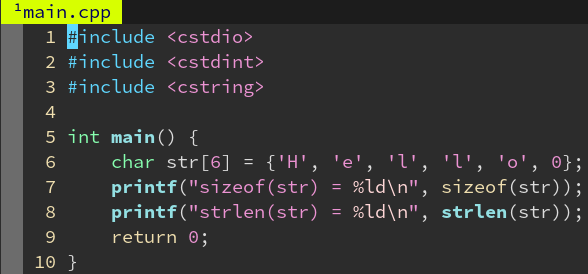 ¹main.cpp
1 #include <cstdio>
2 #include <cstdint>
3 #include <cstring>
4
5 int main() {
6     char str[6] = {'H', 'e', 'l', 'l', 'o', 0};
7     printf("sizeof(str) = %ld\n", sizeof(str));
8     printf("strlen(str) = %ld\n", strlen(str));
9     return 0;
10 }